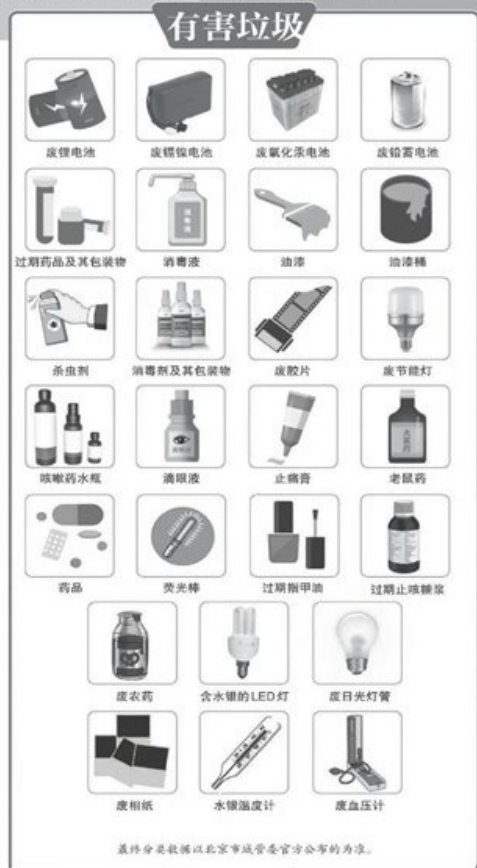 有害垃圾
废锂电池
废镉镍电池
废氧化汞电池
废铅蓄电池
过期药品及其包装物
消毒液
油漆
油漆桶
杀虫剂
消毒剂及其包装物
废胶片
废节能灯
咳嗽药水瓶
滴眼液
止痛膏
老鼠药
药品
荧光棒
过期指甲油
过期止咳糖浆
废农药
含水银的LED灯
废日光灯管
废相纸
水银温度计
废血压计
最终分类数据以北京市城管委官方公布的为准。